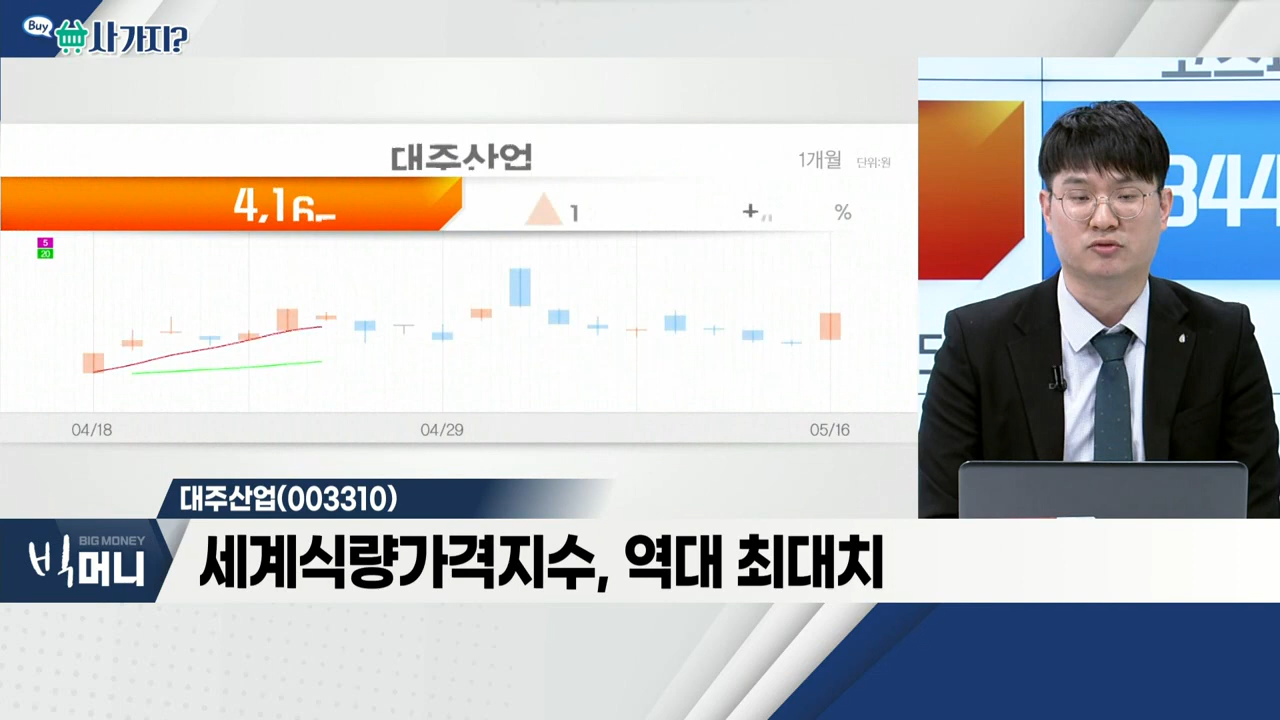 Buy
사가지?
대주산업
1개월 단위:원
1 + %
5
20
344
04/18 04/29 05/16
대주산업(003310)
BIG MONEY
빅머니
세계식량가격지수, 역대 최대치